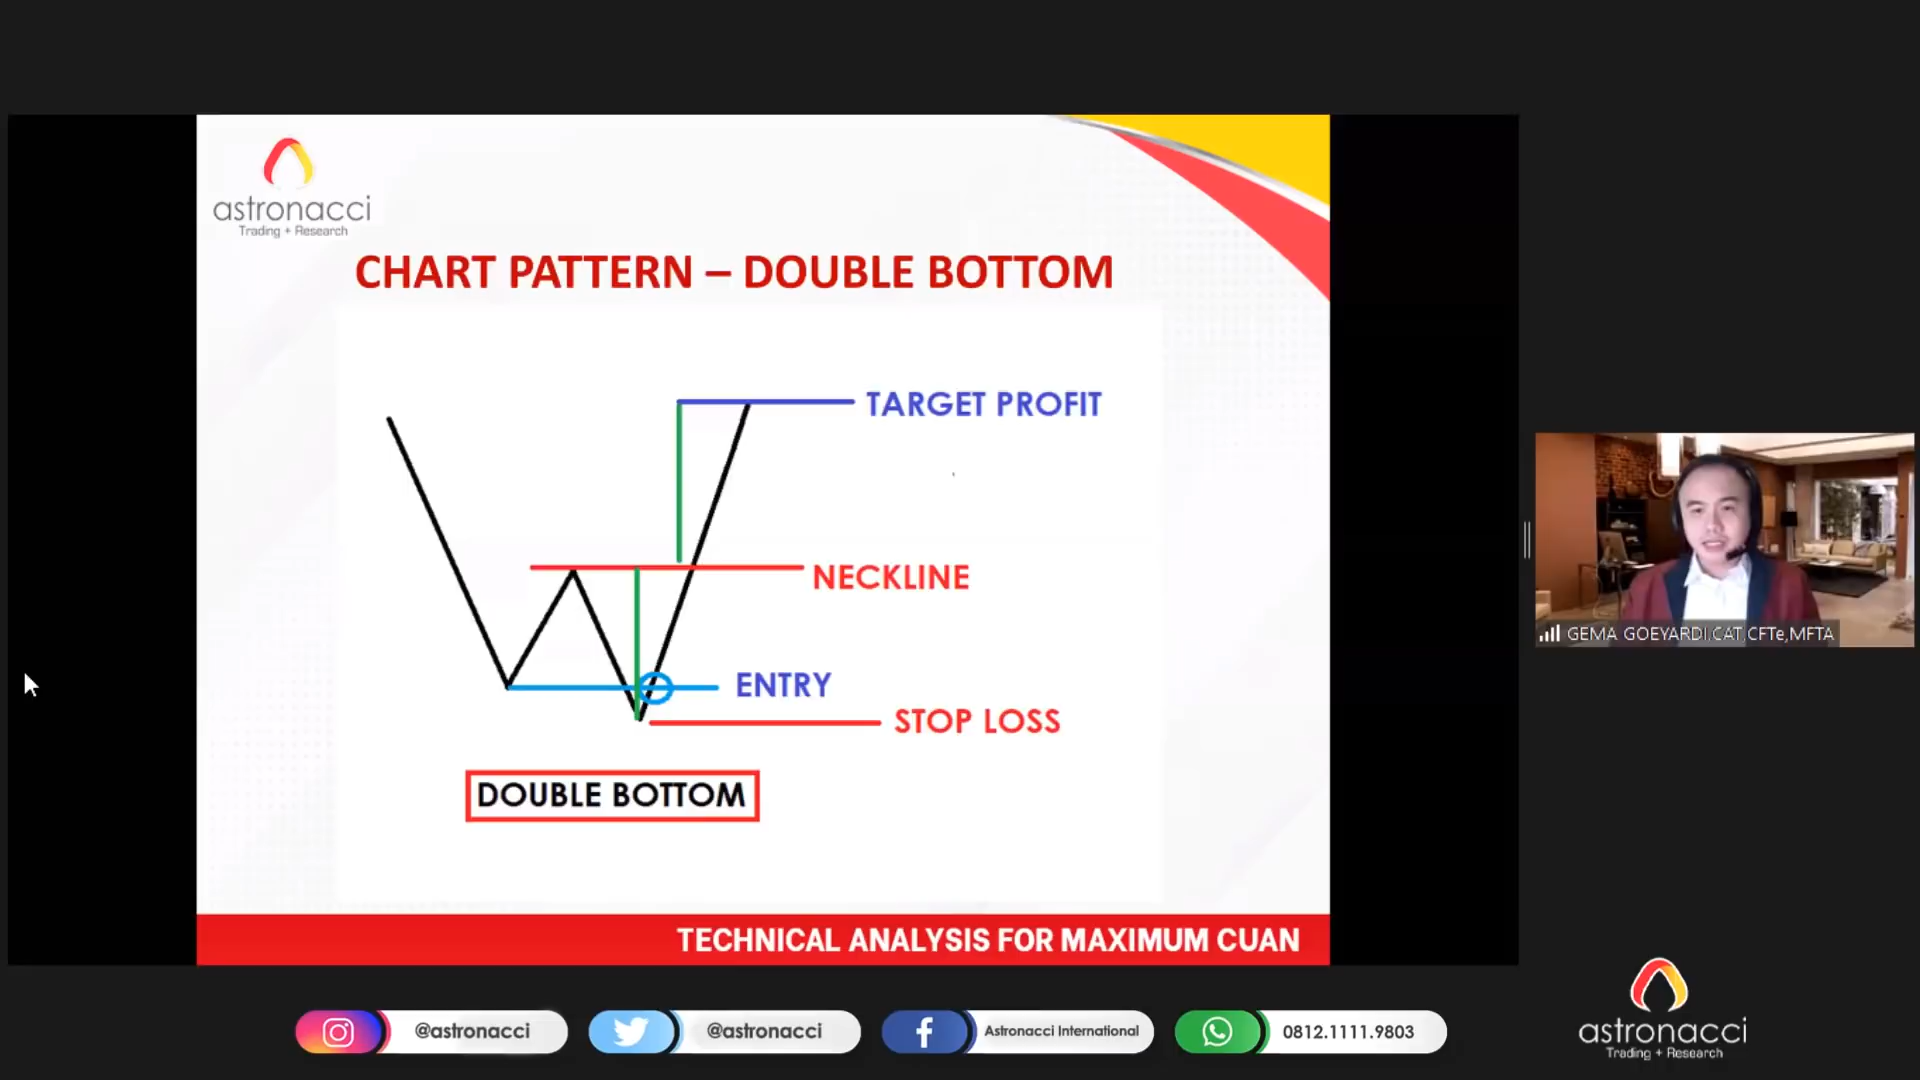 astronacci
Trading + Research
CHART PATTERN – DOUBLE BOTTOM
TARGET PROFIT
NECKLINE
ENTRY
STOP LOSS
DOUBLE BOTTOM
TECHNICAL ANALYSIS FOR MAXIMUM CUAN
GEMA GOEYARDI,CAT,CFTe,MFTA
@astronacci
@astronacci
Astronacci International
0812.1111.9803
astronacci
Trading + Research